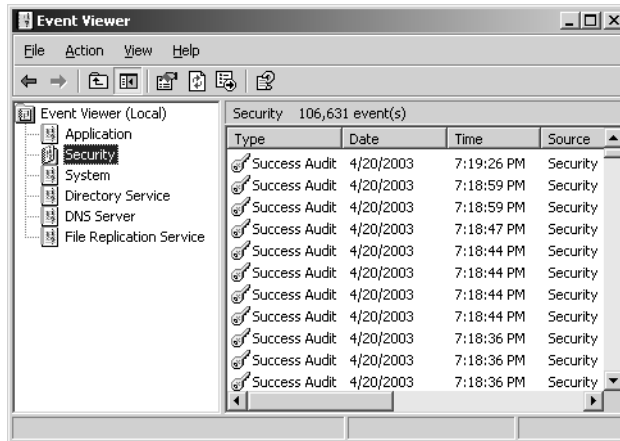 Event Viewer
File Action View Help
Event Viewer (Local)
Application
Security
System
Directory Service
DNS Server
File Replication Service
Security 106,631 event(s)
Type Date Time Source
Success Audit 4/20/2003 7:19:26 PM Security
Success Audit 4/20/2003 7:18:59 PM Security
Success Audit 4/20/2003 7:18:59 PM Security
Success Audit 4/20/2003 7:18:47 PM Security
Success Audit 4/20/2003 7:18:44 PM Security
Success Audit 4/20/2003 7:18:44 PM Security
Success Audit 4/20/2003 7:18:44 PM Security
Success Audit 4/20/2003 7:18:44 PM Security
Success Audit 4/20/2003 7:18:36 PM Security
Success Audit 4/20/2003 7:18:36 PM Security
Success Audit 4/20/2003 7:18:36 PM Security